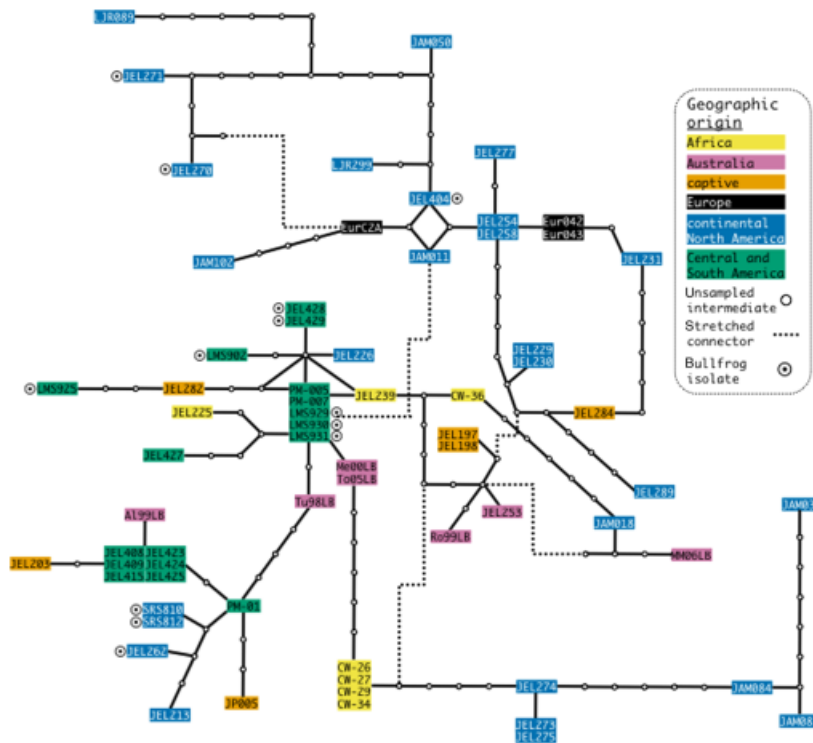 LJR089
JAM050
JEL271
JEL270
LJR299
JEL277
JEL404
EurCZA
JEL254
JEL258
Eur042
Eur043
JAM011
JAM102
JEL231
Geographic
origin
Africa
Australia
captive
Europe
continental
North America
Central and
South America
Unsampled
intermediate
Stretched
connector
Bullfrog
isolate
JEL428
JEL429
LMS902
JEL226
JEL229
JEL230
LMS925
JEL282
PM-005
PM-007
LMS929
LMS930
LMS931
JEL239
CW-36
JEL225
JEL427
JEL284
JEL197
JEL198
Me00LB
To05LB
Tu98LB
JEL289
JEL253
Ro99LB
JAM018
MM06LB
Al99LB
JEL203
JEL408
JEL423
JEL409
JEL424
JEL415
JEL425
PM-01
SRS810
SRS812
JEL262
JEL213
JP005
CW-26
CW-27
CW-29
CW-34
JEL274
JEL273
JEL275
JAM084